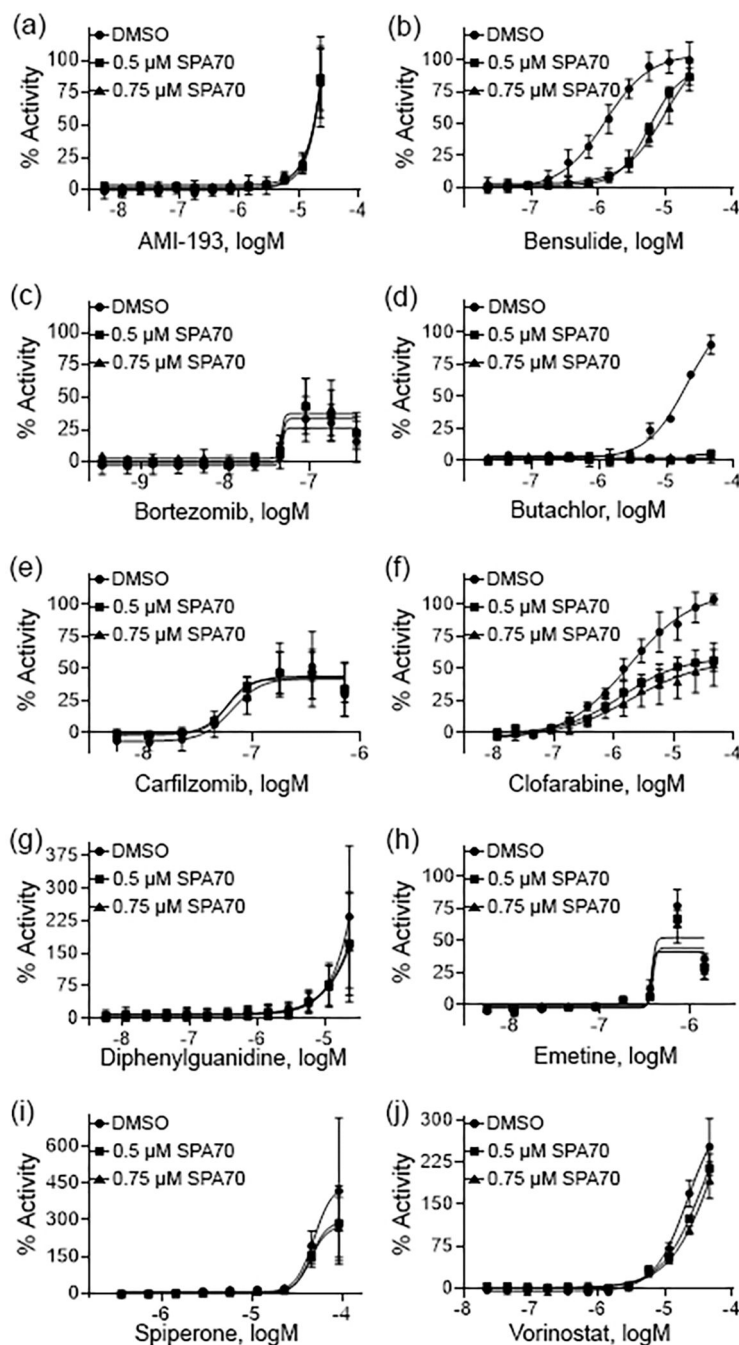 (a)
DMSO
0.5 µM SPA70
0.75 µM SPA70
% Activity
100
75
50
25
0
-8 -7 -6 -5 -4
AMI-193, logM
(b)
DMSO
0.5 µM SPA70
0.75 µM SPA70
% Activity
100
75
50
25
0
-8 -7 -6 -5 -4
Bensulide, logM
(c)
DMSO
0.5 µM SPA70
0.75 µM SPA70
% Activity
100
75
50
25
0
-9 -8 -7
Bortezomib, logM
(d)
DMSO
0.5 µM SPA70
0.75 µM SPA70
% Activity
100
75
50
25
0
-8 -7 -6 -5 -4
Butachlor, logM
(e)
DMSO
0.5 µM SPA70
0.75 µM SPA70
% Activity
100
75
50
25
0
-8 -7 -6
Carfilzomib, logM
(f)
DMSO
0.5 µM SPA70
0.75 µM SPA70
% Activity
100
75
50
25
0
-8 -7 -6 -5 -4
Clofarabine, logM
(g)
DMSO
0.5 µM SPA70
0.75 µM SPA70
% Activity
375
300
225
150
75
0
-8 -7 -6 -5 -4
Diphenylguanidine, logM
(h)
DMSO
0.5 µM SPA70
0.75 µM SPA70
% Activity
100
75
50
25
0
-8 -7 -6
Emetine, logM
(i)
DMSO
0.5 µM SPA70
0.75 µM SPA70
% Activity
600
450
300
150
0
-6 -5 -4
Spiperone, logM
(j)
DMSO
0.5 µM SPA70
0.75 µM SPA70
% Activity
300
225
150
75
0
-8 -7 -6 -5 -4
Vorinostat, logM